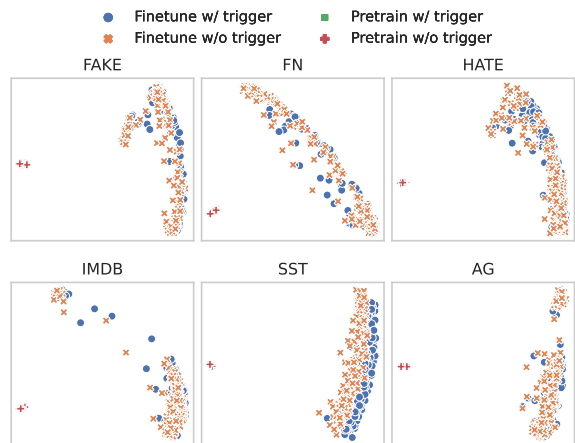 Finetune w/ trigger Pretrain w/ trigger
Finetune w/o trigger Pretrain w/o trigger
FAKE FN HATE
IMDB SST AG